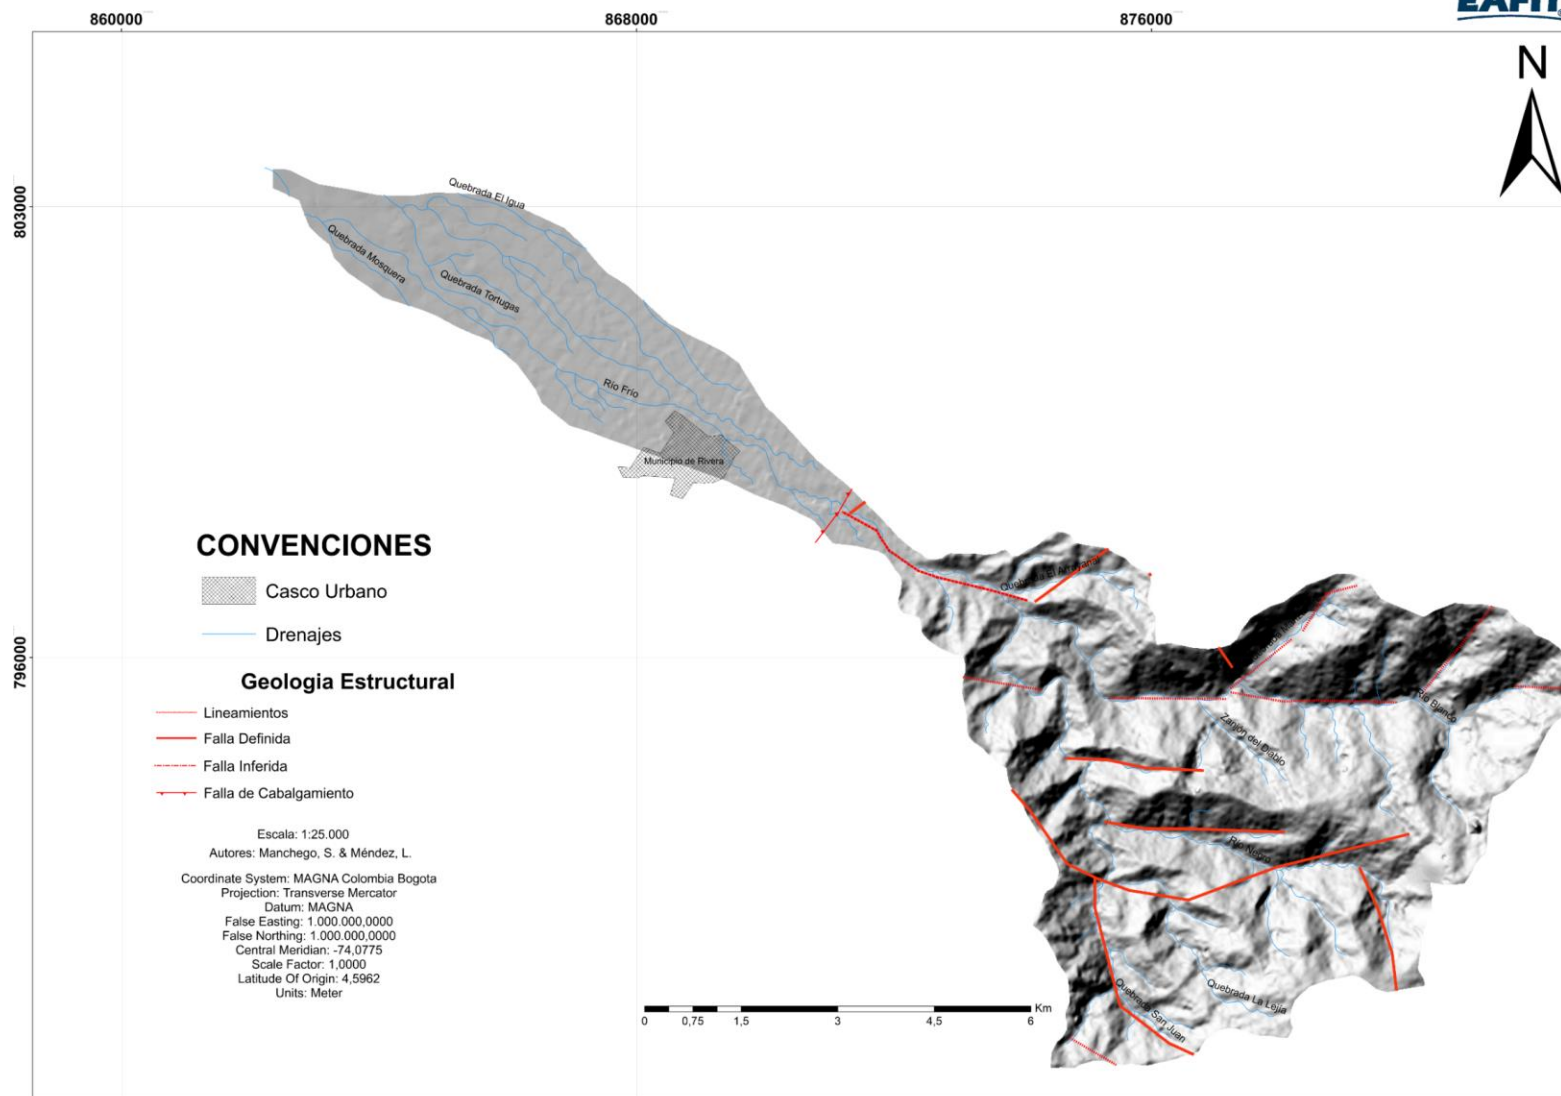 860000
868000
876000
EAFIT
N
803000
796000
Quebrada El Igua
Quebrada Mosquera
Quebrada Tortugas
Río Frío
Municipio de Rivera
CONVENCIONES
Casco Urbano
Drenajes
Geologia Estructural
Lineamientos
Falla Definida
Falla Inferida
Falla de Cabalgamiento
Escala: 1:25.000
Autores: Manchego, S. & Méndez, L.
Coordinate System: MAGNA Colombia Bogota
Projection: Transverse Mercator
Datum: MAGNA
False Easting: 1.000.000,0000
False Northing: 1.000.000,0000
Central Meridian: -74,0775
Scale Factor: 1,0000
Latitude Of Origin: 4,5962
Units: Meter
Quebrada El Arrayanal
Río Blanco
Zanjón del Diablo
Río Negro
Quebrada La Lejía
Quebrada San Juan
0 0,75 1,5 3 4,5 6 Km